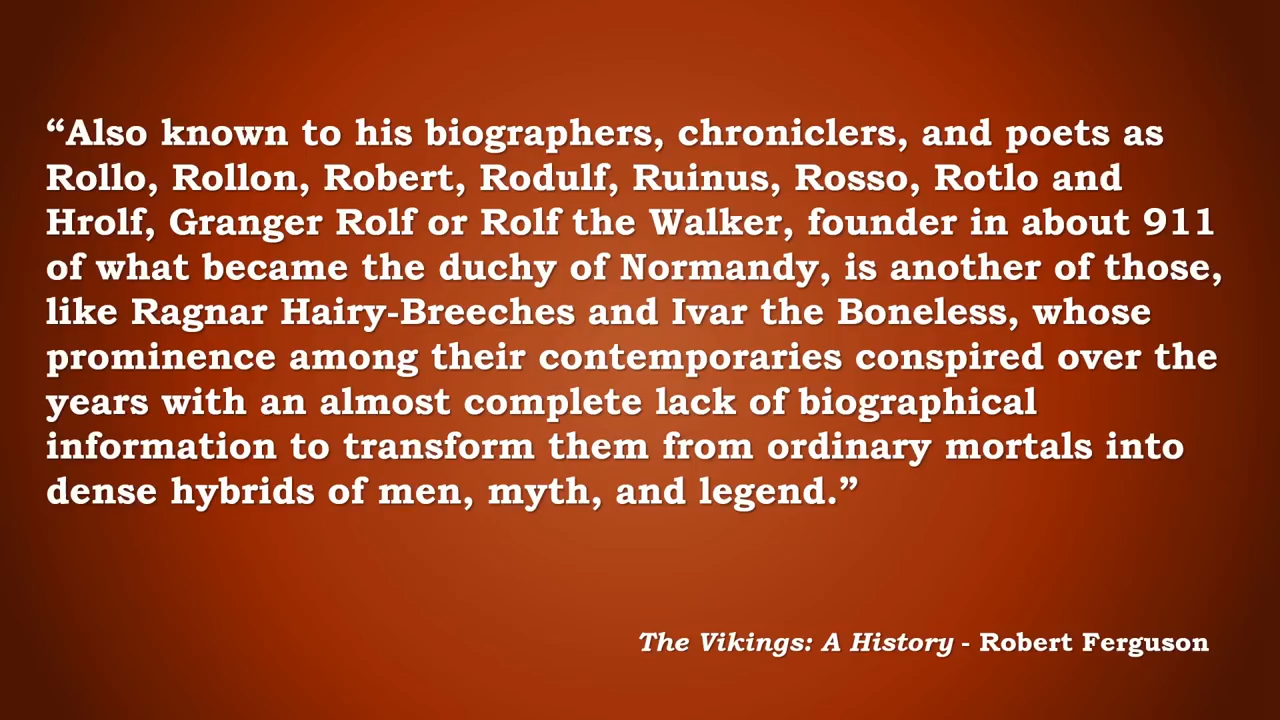 “Also known to his biographers, chroniclers, and poets as
Rollo, Rollon, Robert, Rodulf, Ruinus, Rosso, Rotlo and
Hrolf, Granger Rolf or Rolf the Walker, founder in about 911
of what became the duchy of Normandy, is another of those,
like Ragnar Hairy-Breeches and Ivar the Boneless, whose
prominence among their contemporaries conspired over the
years with an almost complete lack of biographical
information to transform them from ordinary mortals into
dense hybrids of men, myth, and legend.”
The Vikings: A History - Robert Ferguson